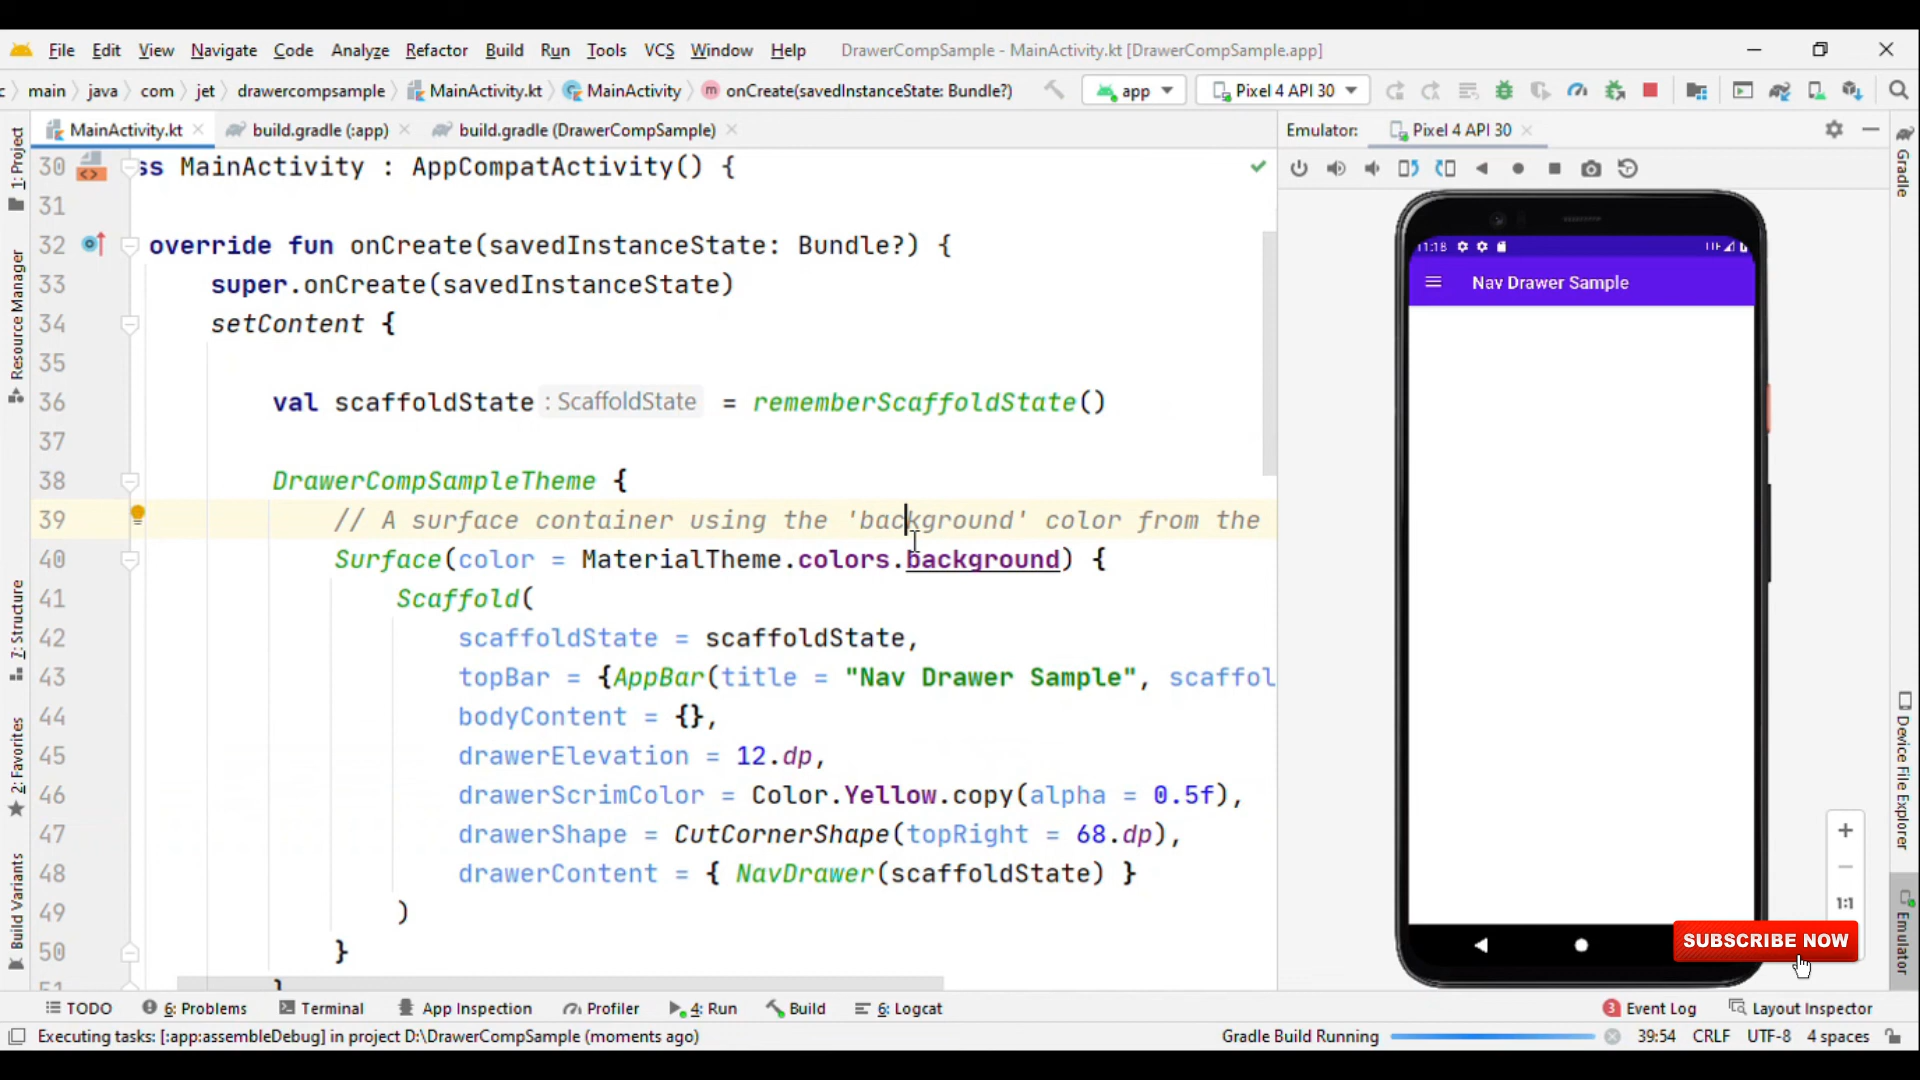 File Edit View Navigate Code Analyze Refactor Build Run Tools VCS Window Help DrawerCompSample - MainActivity.kt [DrawerCompSample.app]
main java com jet drawercompsample MainActivity.kt MainActivity onCreate(savedInstanceState: Bundle?) app Pixel 4 API 30
MainActivity.kt build.gradle (:app) build.gradle (DrawerCompSample) Emulator: Pixel 4 API 30
1: Project
Resource Manager
7: Structure
2: Favorites
Build Variants
30 ss MainActivity : AppCompatActivity() {
31
32 override fun onCreate(savedInstanceState: Bundle?) {
33 super.onCreate(savedInstanceState)
34 setContent {
35
36 val scaffoldState : ScaffoldState = rememberScaffoldState()
37
38 DrawerCompSampleTheme {
39 // A surface container using the 'background' color from the
40 Surface(color = MaterialTheme.colors.background) {
41 Scaffold(
42 scaffoldState = scaffoldState,
43 topBar = {AppBar(title = "Nav Drawer Sample", scaffol
44 bodyContent = {},
45 drawerElevation = 12.dp,
46 drawerScrimColor = Color.Yellow.copy(alpha = 0.5f),
47 drawerShape = CutCornerShape(topRight = 68.dp),
48 drawerContent = { NavDrawer(scaffoldState) }
49 )
50 }
51 }
11:18 LTE
Nav Drawer Sample
1:1
SUBSCRIBE NOW
Gradle
Device File Explorer
Emulator
TODO 6: Problems Terminal App Inspection Profiler 4: Run Build 6: Logcat 3 Event Log Layout Inspector
Executing tasks: [:app:assembleDebug] in project D:\DrawerCompSample (moments ago) Gradle Build Running 39:54 CRLF UTF-8 4 spaces